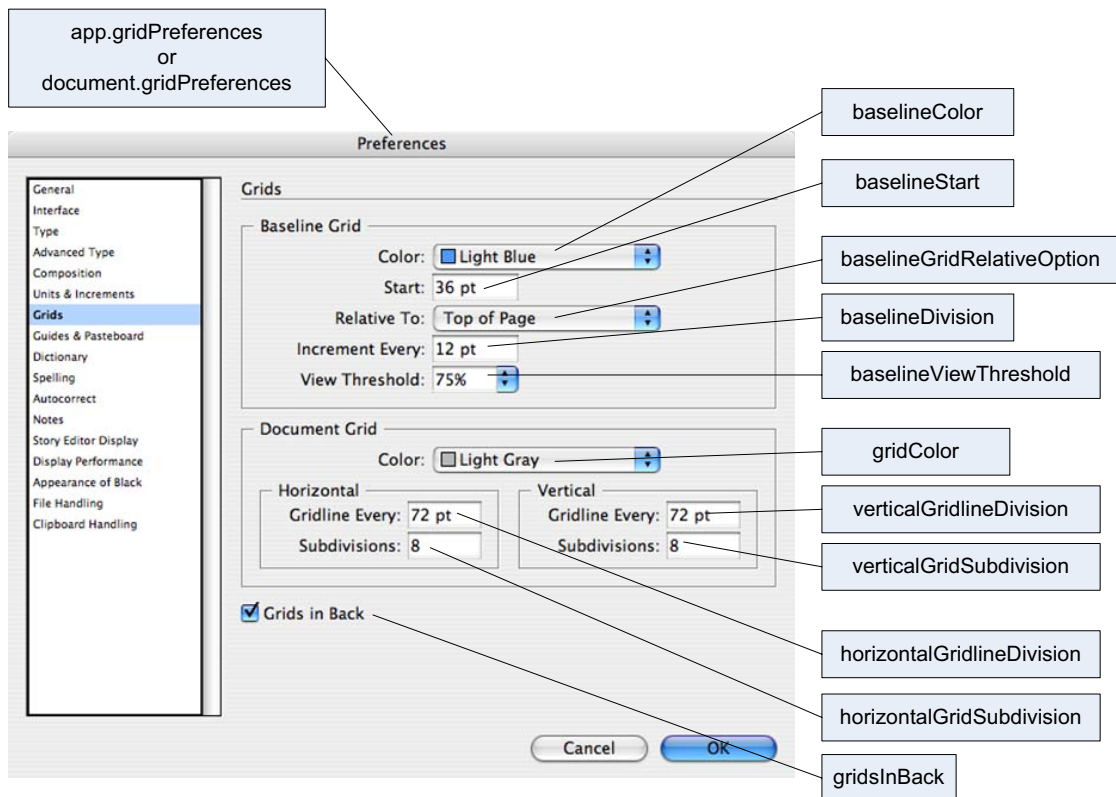 app.gridPreferences
or
document.gridPreferences
Preferences
General
Interface
Type
Advanced Type
Composition
Units & Increments
Grids
Guides & Pasteboard
Dictionary
Spelling
Autocorrect
Notes
Story Editor Display
Display Performance
Appearance of Black
File Handling
Clipboard Handling
Grids
Baseline Grid
Color: Light Blue
Start: 36 pt
Relative To: Top of Page
Increment Every: 12 pt
View Threshold: 75%
Document Grid
Color: Light Gray
Horizontal
Gridline Every: 72 pt
Subdivisions: 8
Vertical
Gridline Every: 72 pt
Subdivisions: 8
Grids in Back
Cancel
OK
baselineColor
baselineStart
baselineGridRelativeOption
baselineDivision
baselineViewThreshold
gridColor
verticalGridlineDivision
verticalGridSubdivision
horizontalGridlineDivision
horizontalGridSubdivision
gridsInBack